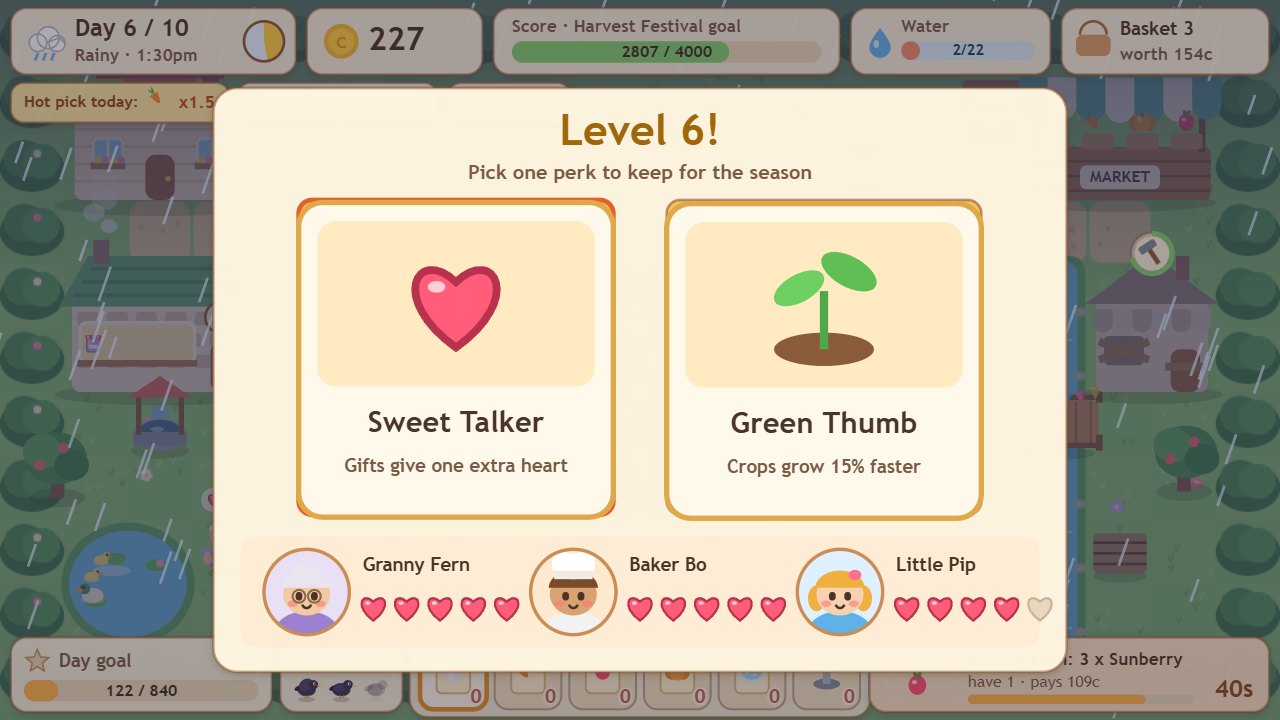 Day 6 / 10
Rainy · 1:30pm
C
227
Score · Harvest Festival goal
2807 / 4000
Water
2/22
Basket 3
worth 154c
Hot pick today:
x1.5
MARKET
Level 6!
Pick one perk to keep for the season
Sweet Talker
Gifts give one extra heart
Green Thumb
Crops grow 15% faster
Granny Fern
Baker Bo
Little Pip
Day goal
122 / 840
0
0
0
0
0
0
: 3 x Sunberry
have 1 · pays 109c
40s